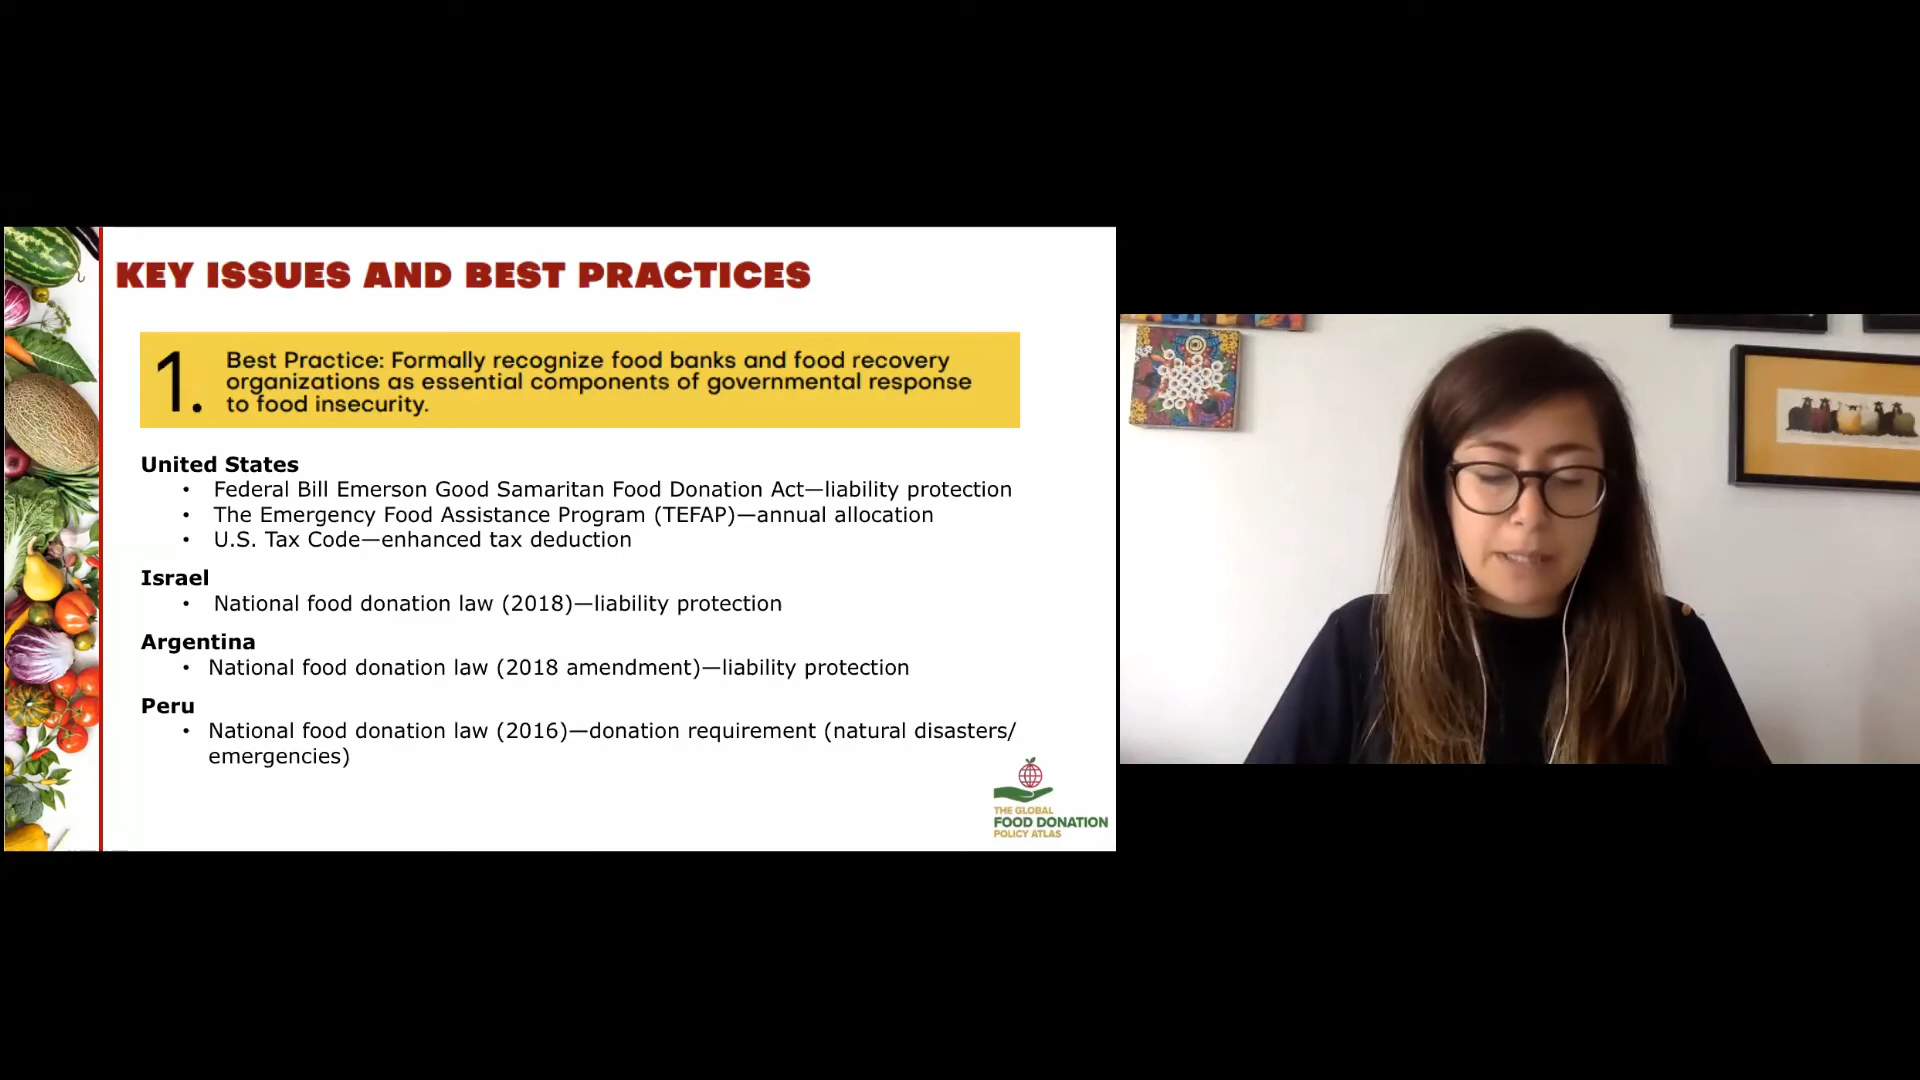 KEY ISSUES AND BEST PRACTICES
1.
Best Practice: Formally recognize food banks and food recovery
organizations as essential components of governmental response
to food insecurity.
United States
• Federal Bill Emerson Good Samaritan Food Donation Act—liability protection
• The Emergency Food Assistance Program (TEFAP)—annual allocation
• U.S. Tax Code—enhanced tax deduction
Israel
• National food donation law (2018)—liability protection
Argentina
• National food donation law (2018 amendment)—liability protection
Peru
• National food donation law (2016)—donation requirement (natural disasters/
emergencies)
THE GLOBAL
FOOD DONATION
POLICY ATLAS